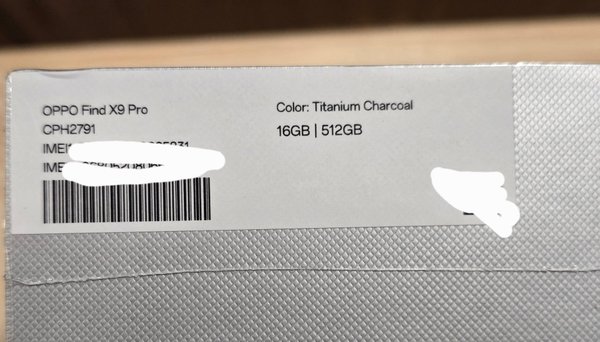 OPPO Find X9 Pro
CPH2791
Color: Titanium Charcoal
16GB | 512GB